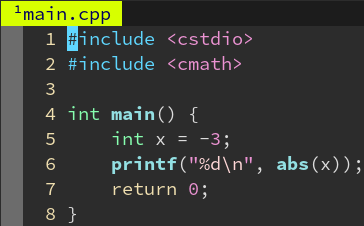 ¹main.cpp
1 #include <cstdio>
2 #include <cmath>
3
4 int main() {
5     int x = -3;
6     printf("%d\n", abs(x));
7     return 0;
8 }